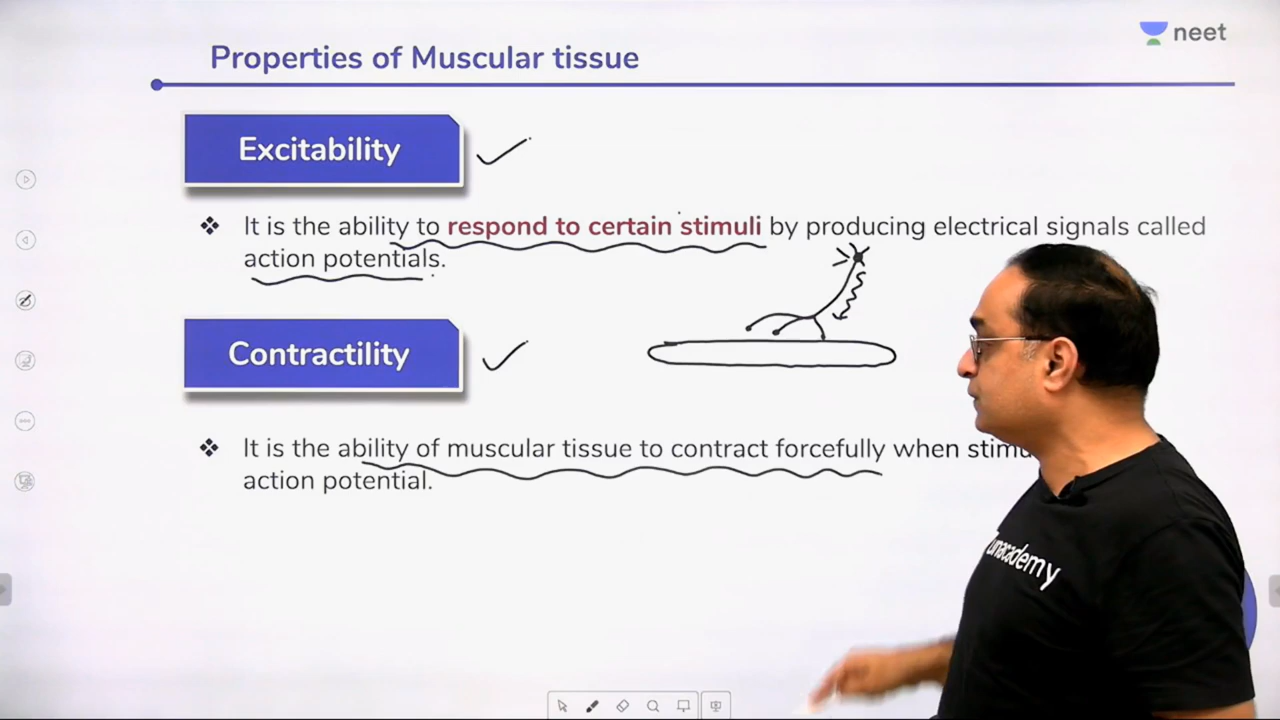 neet
Properties of Muscular tissue
Excitability
❖ It is the ability to respond to certain stimuli by producing electrical signals called
action potentials.
Contractility
❖ It is the ability of muscular tissue to contract forcefully when
action potential.
unacademy